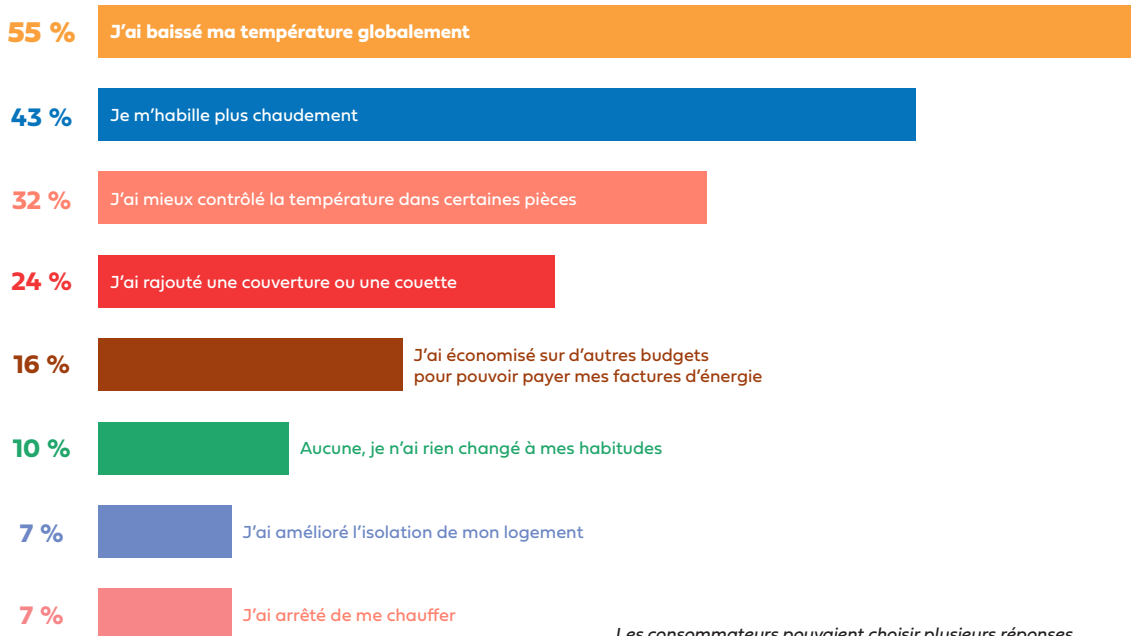 55 % J'ai baissé ma température globalement
43 % Je m'habille plus chaudement
32 % J'ai mieux contrôlé la température dans certaines pièces
24 % J'ai rajouté une couverture ou une couette
16 % J'ai économisé sur d'autres budgets
pour pouvoir payer mes factures d'énergie
10 % Aucune, je n'ai rien changé à mes habitudes
7 % J'ai amélioré l'isolation de mon logement
7 % J'ai arrêté de me chauffer
Les consommateurs pouvaient choisir plusieurs réponses